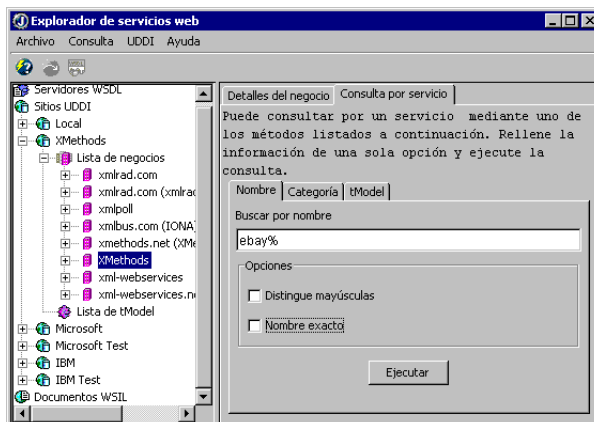 Explorador de servicios web
Archivo Consulta UDDI Ayuda
Servidores WSDL
Sitios UDDI
Local
XMethods
Lista de negocios
xmlrad.com
xmlrad.com (xmlrad
xmlpoll
xmlbus.com (IONA)
xmethods.net (XMe
XMethods
xml-webservices
xml-webservices.n
Lista de tModel
Microsoft
Microsoft Test
IBM
IBM Test
Documentos WSIL
Detalles del negocio Consulta por servicio
Puede consultar por un servicio mediante uno de
los métodos listados a continuación. Rellene la
información de una sola opción y ejecute la
consulta.
Nombre Categoría tModel
Buscar por nombre
ebay%
Opciones
Distingue mayúsculas
Nombre exacto
Ejecutar